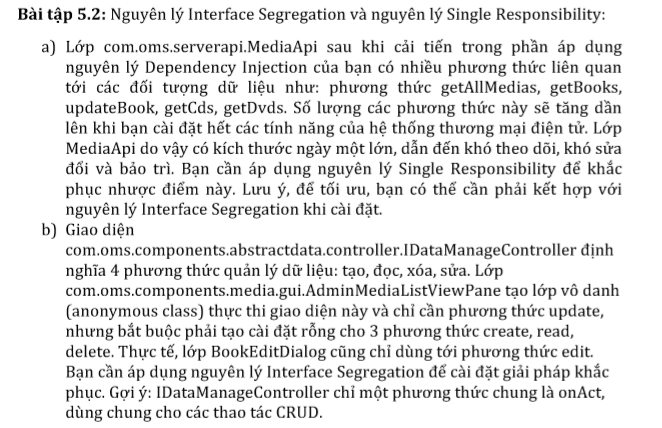 Bài tập 5.2: Nguyên lý Interface Segregation và nguyên lý Single Responsibility:
a) Lớp com.oms.serverapi.MediaApi sau khi cải tiến trong phần áp dụng
nguyên lý Dependency Injection của bạn có nhiều phương thức liên quan
tới các đối tượng dữ liệu như: phương thức getAllMedias, getBooks,
updateBook, getCds, getDvds. Số lượng các phương thức này sẽ tăng dần
lên khi bạn cài đặt hết các tính năng của hệ thống thương mại điện tử. Lớp
MediaApi do vậy có kích thước ngày một lớn, dẫn đến khó theo dõi, khó sửa
đổi và bảo trì. Bạn cần áp dụng nguyên lý Single Responsibility để khắc
phục nhược điểm này. Lưu ý, để tối ưu, bạn có thể cần phải kết hợp với
nguyên lý Interface Segregation khi cài đặt.
b) Giao diện
com.oms.components.abstractdata.controller.IDataManageController định
nghĩa 4 phương thức quản lý dữ liệu: tạo, đọc, xóa, sửa. Lớp
com.oms.components.media.gui.AdminMediaListViewPane tạo lớp vô danh
(anonymous class) thực thi giao diện này và chỉ cần phương thức update,
nhưng bắt buộc phải tạo cài đặt rỗng cho 3 phương thức create, read,
delete. Thực tế, lớp BookEditDialog cũng chỉ dùng tới phương thức edit.
Bạn cần áp dụng nguyên lý Interface Segregation để cài đặt giải pháp khắc
phục. Gợi ý: IDataManageController chỉ một phương thức chung là onAct,
dùng chung cho các thao tác CRUD.